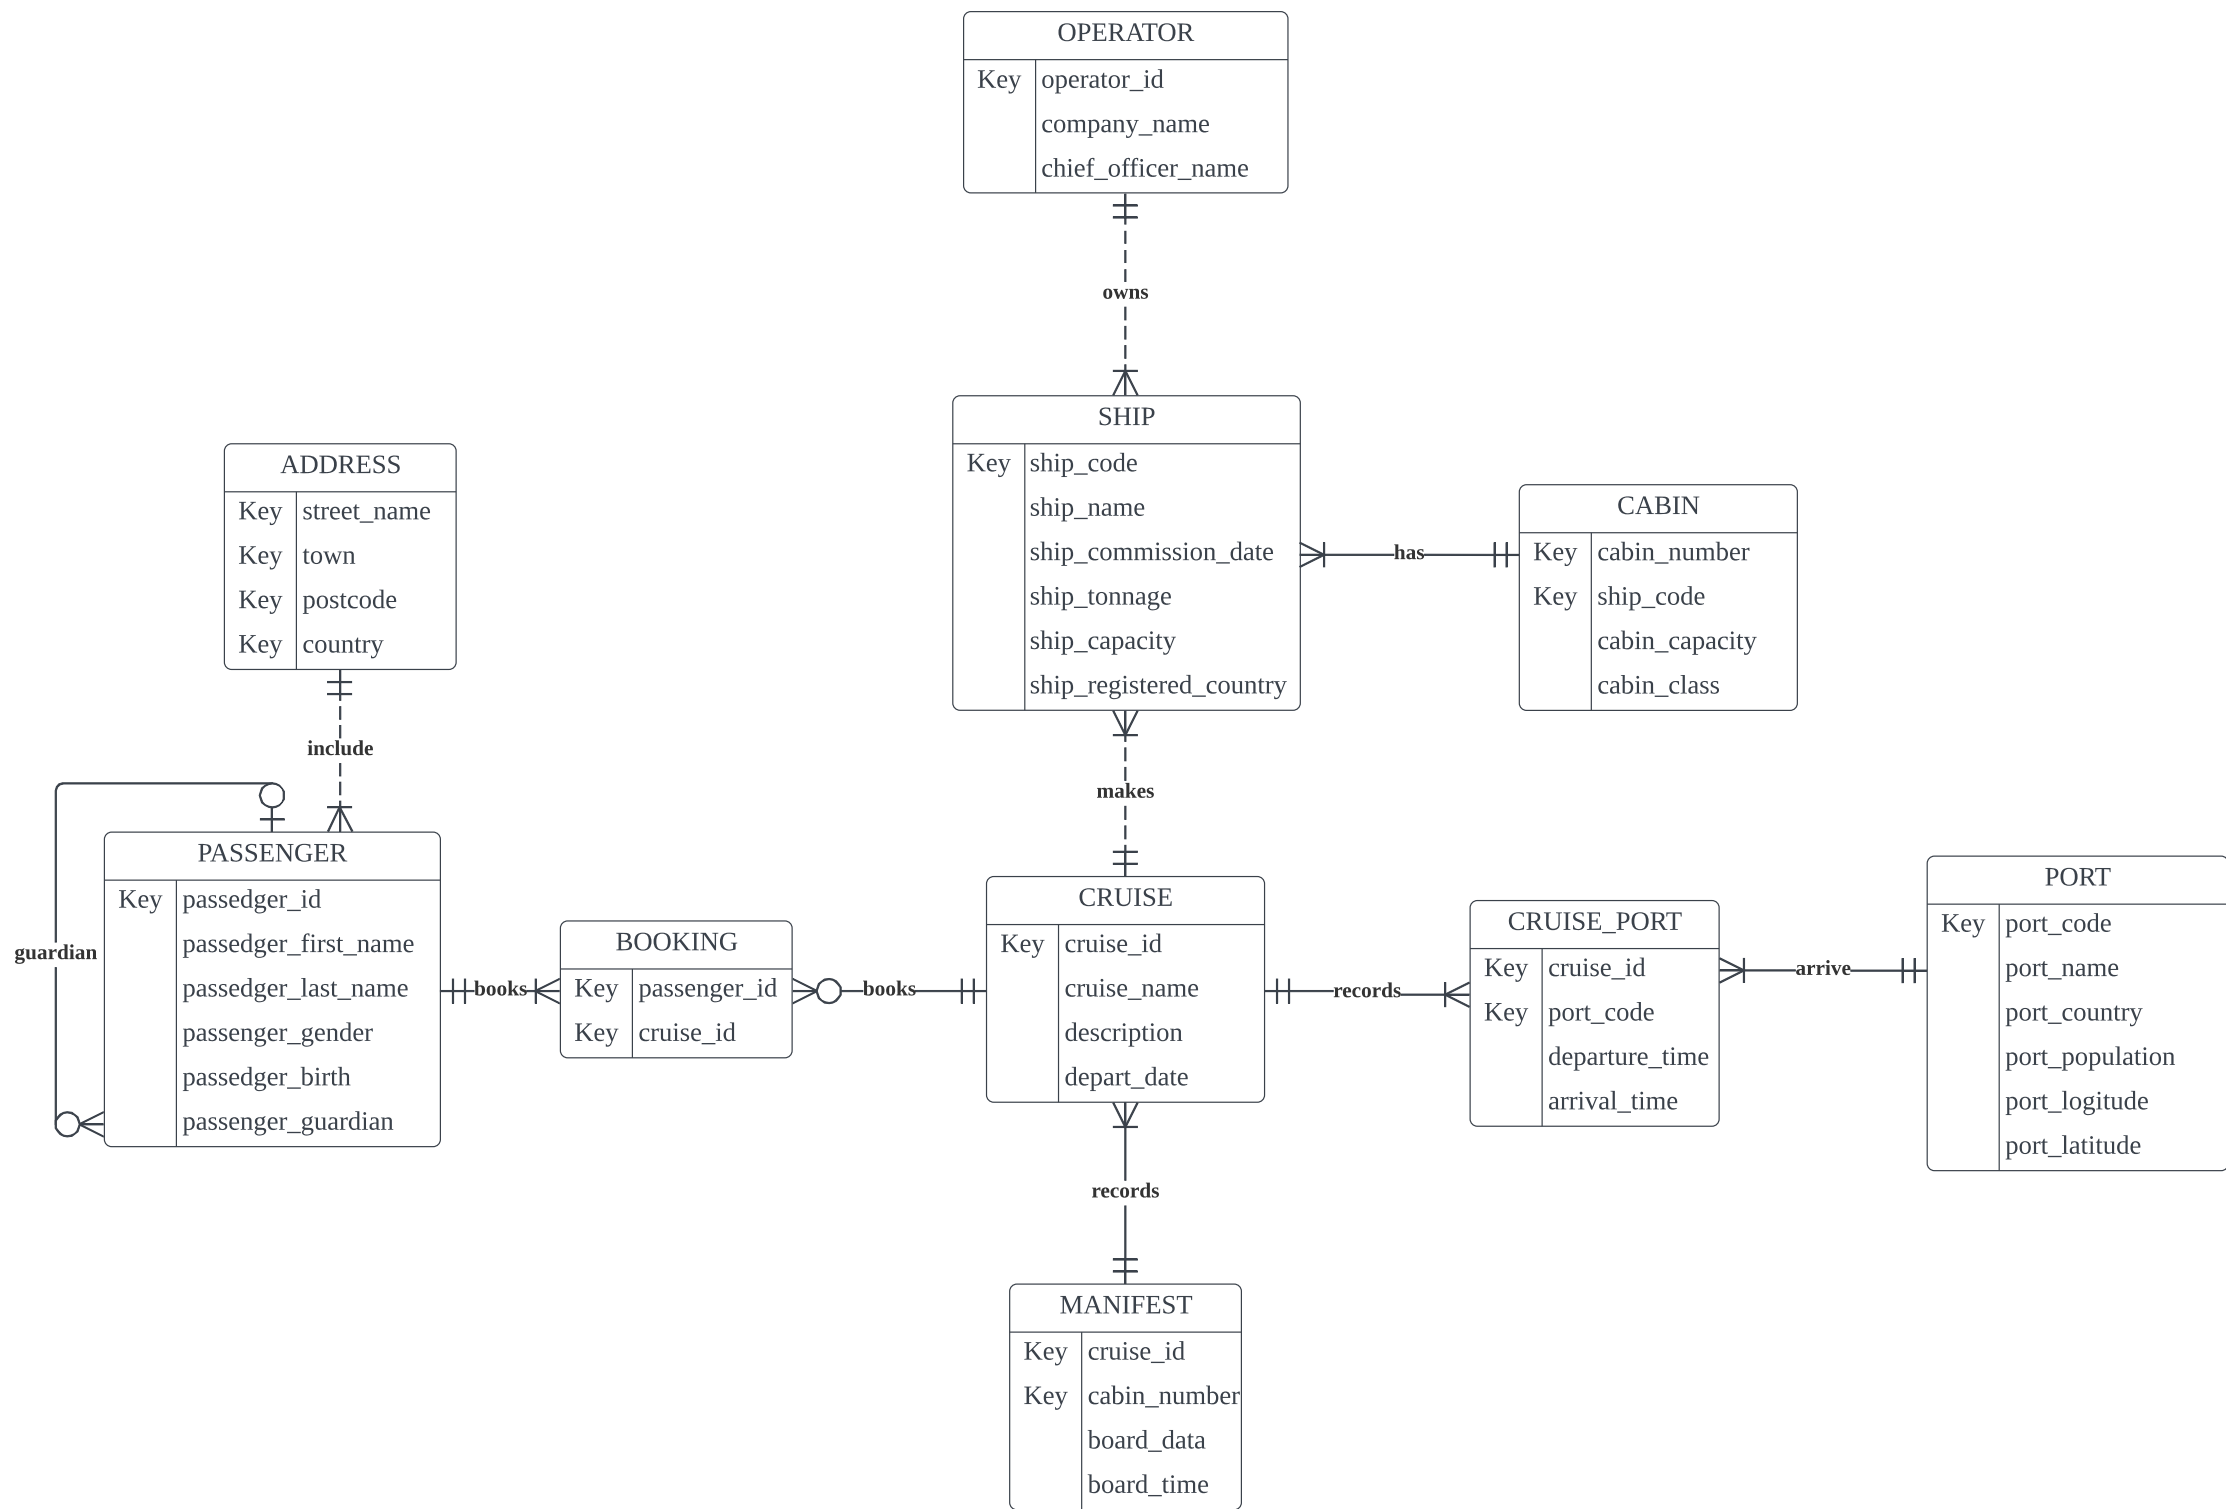 OPERATOR
Key operator_id
company_name
chief_officer_name
owns
SHIP
Key ship_code
ship_name
ship_commission_date
ship_tonnage
ship_capacity
ship_registered_country
has
CABIN
Key cabin_number
Key ship_code
cabin_capacity
cabin_class
ADDRESS
Key street_name
Key town
Key postcode
Key country
include
makes
guardian
PASSENGER
Key passedger_id
passedger_first_name
passedger_last_name
passenger_gender
passedger_birth
passenger_guardian
books
BOOKING
Key passenger_id
Key cruise_id
books
CRUISE
Key cruise_id
cruise_name
description
depart_date
records
CRUISE_PORT
Key cruise_id
Key port_code
departure_time
arrival_time
arrive
PORT
Key port_code
port_name
port_country
port_population
port_logitude
port_latitude
records
MANIFEST
Key cruise_id
Key cabin_number
board_data
board_time